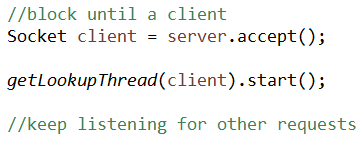 //block until a client
Socket client = server.accept();
getLookupThread(client).start();
//keep listening for other requests